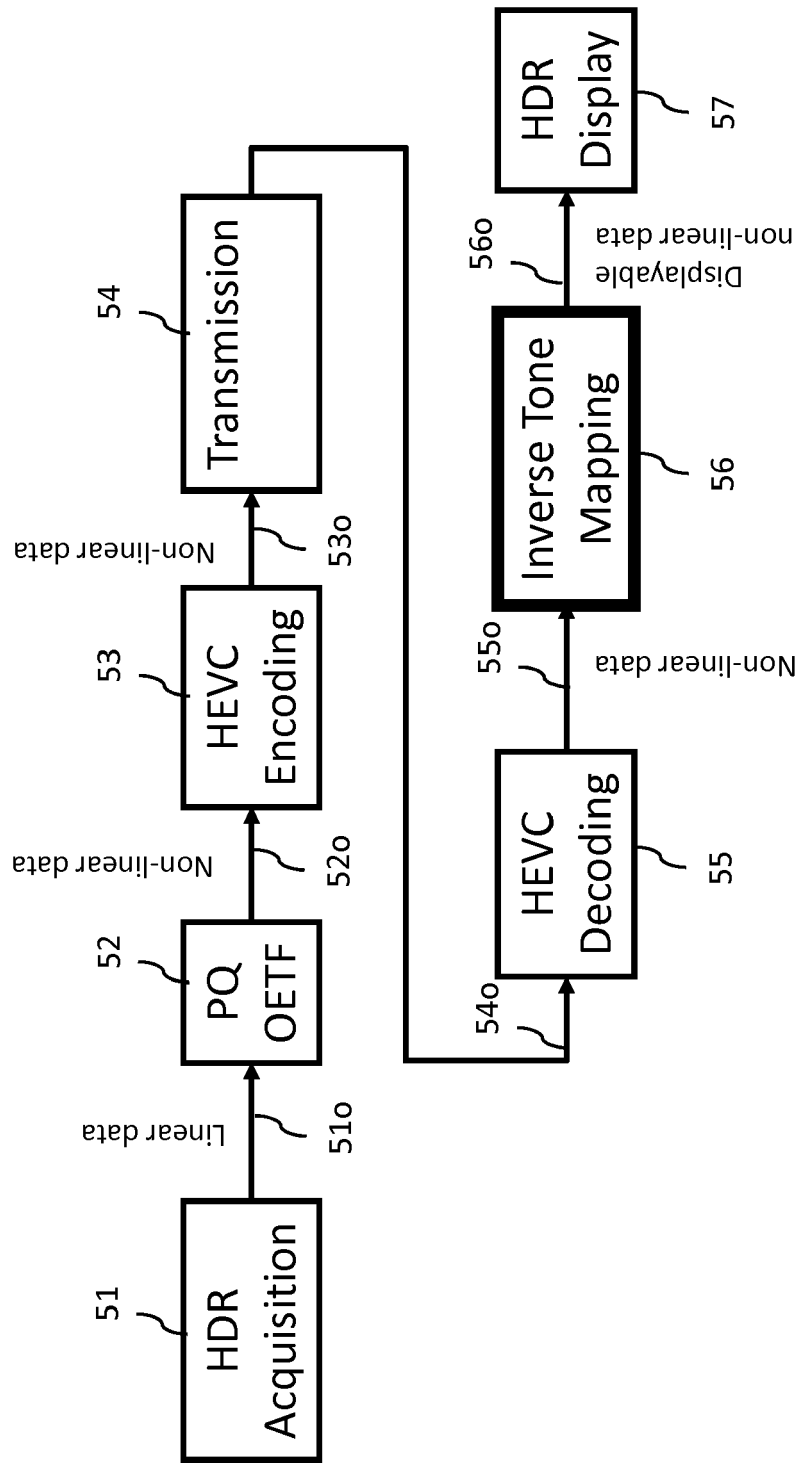 51
HDR
Acquisition
Linear data
51o
52
PQ
OETF
Non-linear data
52o
53
HEVC
Encoding
Non-linear data
53o
54
Transmission
54o
HEVC
Decoding
55
55o
Non-linear data
Inverse Tone
Mapping
56
56o
Displayable
non-linear data
HDR
Display
57